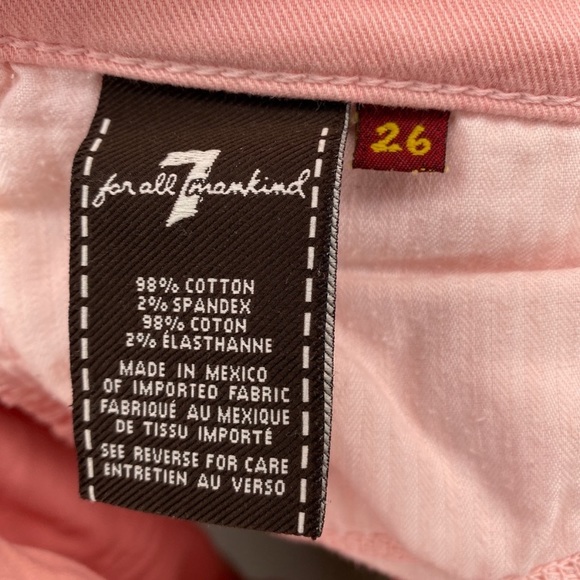 for all 7 mankind
26
98% COTTON
2% SPANDEX
98% COTON
2% ÉLASTHANNE
MADE IN MEXICO
OF IMPORTED FABRIC
FABRIQUÉ AU MEXIQUE
DE TISSU IMPORTÉ
SEE REVERSE FOR CARE
ENTRETIEN AU VERSO